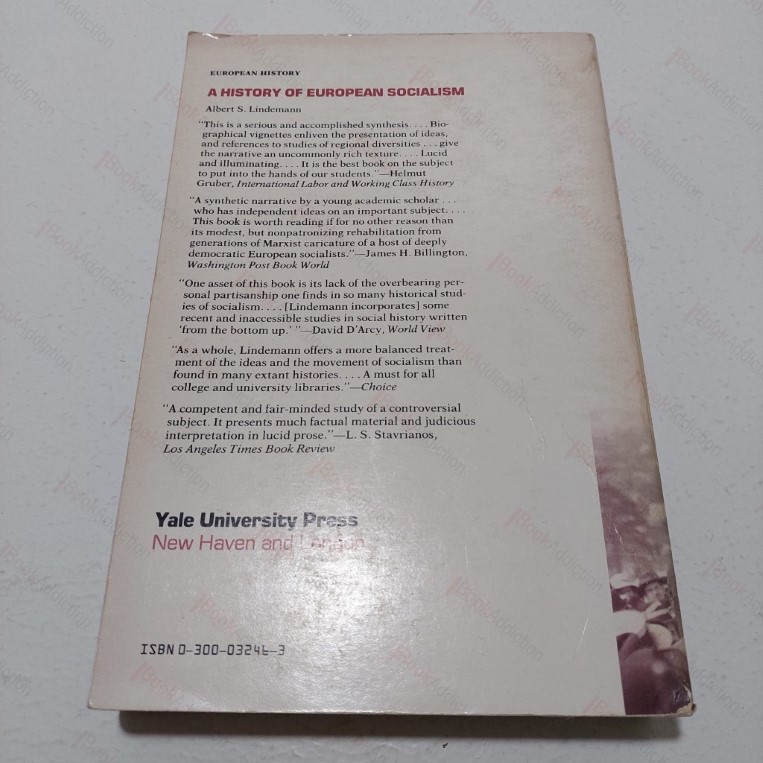 EUROPEAN HISTORY
A HISTORY OF EUROPEAN SOCIALISM
Albert S. Lindemann
"This is a serious and accomplished synthesis. . . . Bio-
graphical vignettes enliven the presentation of ideas,
and references to studies of regional diversities . . . give
the narrative an uncommonly rich texture. . . . Lucid
and illuminating. . . . It is the best book on the subject
to put into the hands of our students."—Helmut
Gruber, International Labor and Working Class History
"A synthetic narrative by a young academic scholar . . .
who has independent ideas on an important subject. . . .
This book is worth reading if for no other reason than
its modest, but nonpatronizing rehabilitation from
generations of Marxist caricature of a host of deeply
democratic European socialists."—James H. Billington,
Washington Post Book World
"One asset of this book is its lack of the overbearing per-
sonal partisanship one finds in so many historical stud-
ies of socialism. . . . [Lindemann incorporates] some
recent and inaccessible studies in social history written
'from the bottom up.' "—David D'Arcy, World View
"As a whole, Lindemann offers a more balanced treat-
ment of the ideas and the movement of socialism than
found in many extant histories. . . . A must for all
college and university libraries."—Choice
"A competent and fair-minded study of a controversial
subject. It presents much factual material and judicious
interpretation in lucid prose."—L. S. Stavrianos,
Los Angeles Times Book Review
Yale University Press
New Haven and London
ISBN 0-300-03246-3
BookAddiction